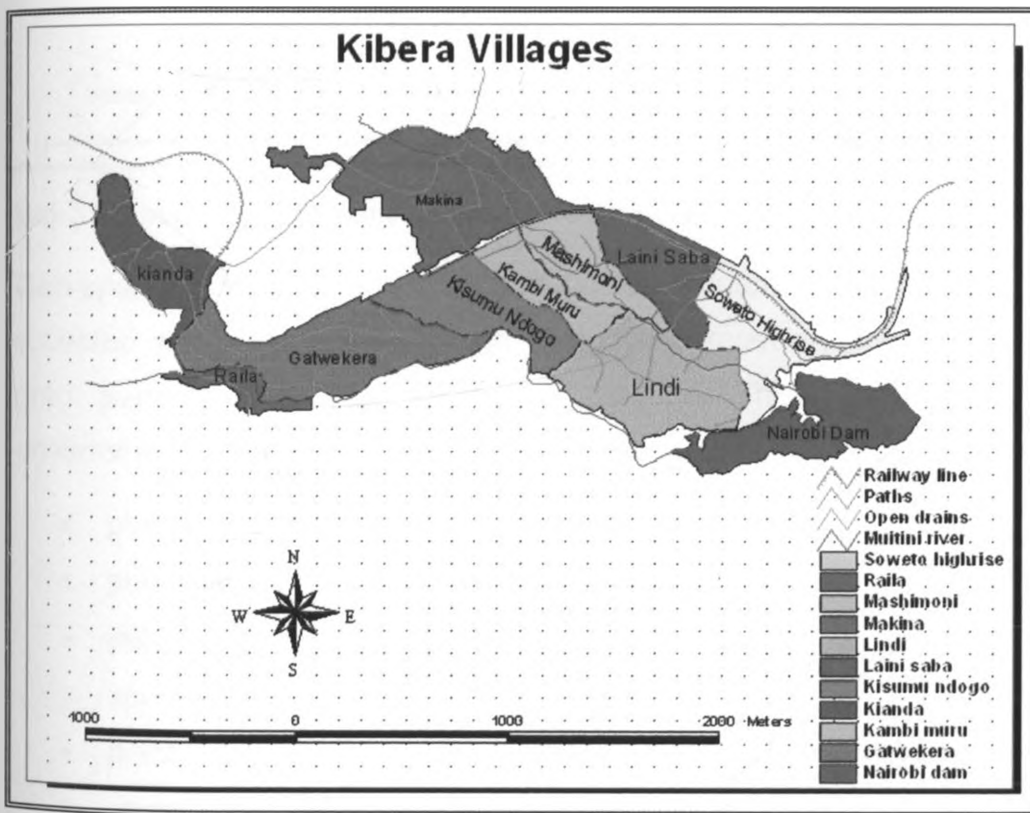 Kibera Villages
Makina
kianda
Mashimoni
Laini Saba
Kambi Muru
Soweto Highrise
Kisumu Ndogo
Gatwekera
Raila
Lindi
Nairobi Dam
Railway line
Paths
Open drains
Muitini river
Soweto highrise
Raila
Mashimoni
Makina
Lindi
Laini saba
Kisumu ndogo
Kianda
Kambi muru
Gatwekera
Nairobi dam
N
W E
S
1000 0 1000 2000 Meters